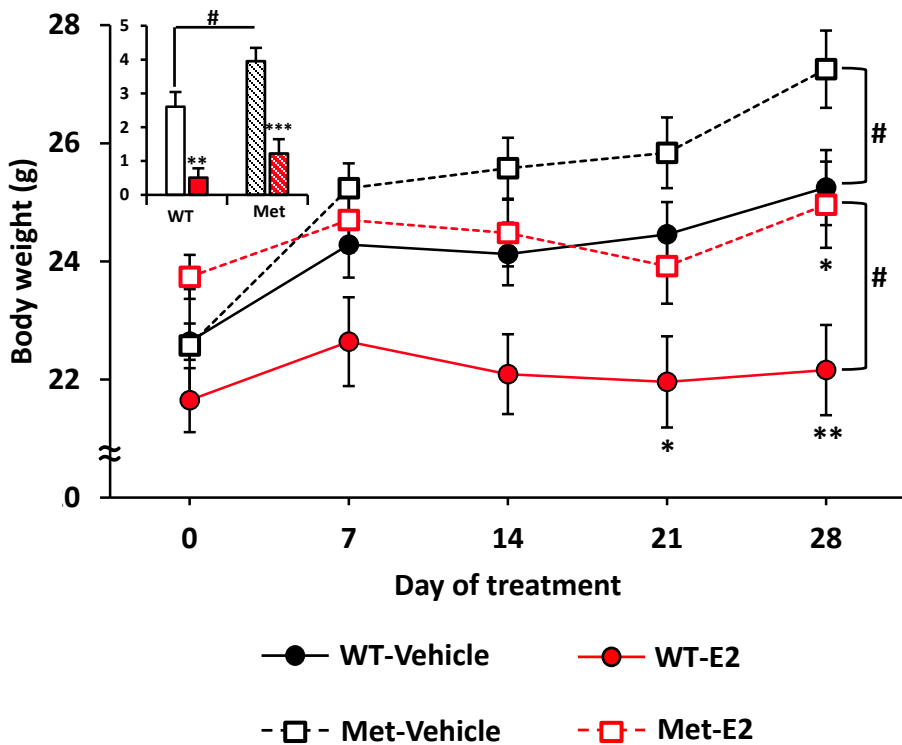 28
26
24
22
0
Body weight (g)
5
4
3
2
1
0
#
**
***
WT
Met
#
#
*
*
**
0 7 14 21 28
Day of treatment
WT-Vehicle WT-E2
Met-Vehicle Met-E2